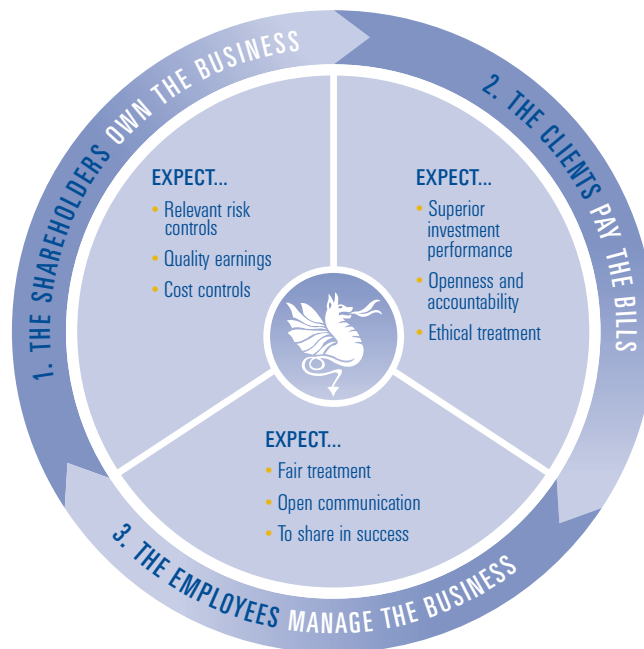 1. THE SHAREHOLDERS OWN THE BUSINESS
EXPECT...
• Relevant risk
controls
• Quality earnings
• Cost controls
2. THE CLIENTS PAY THE BILLS
EXPECT...
• Superior
investment
performance
• Openness and
accountability
• Ethical treatment
3. THE EMPLOYEES MANAGE THE BUSINESS
EXPECT...
• Fair treatment
• Open communication
• To share in success